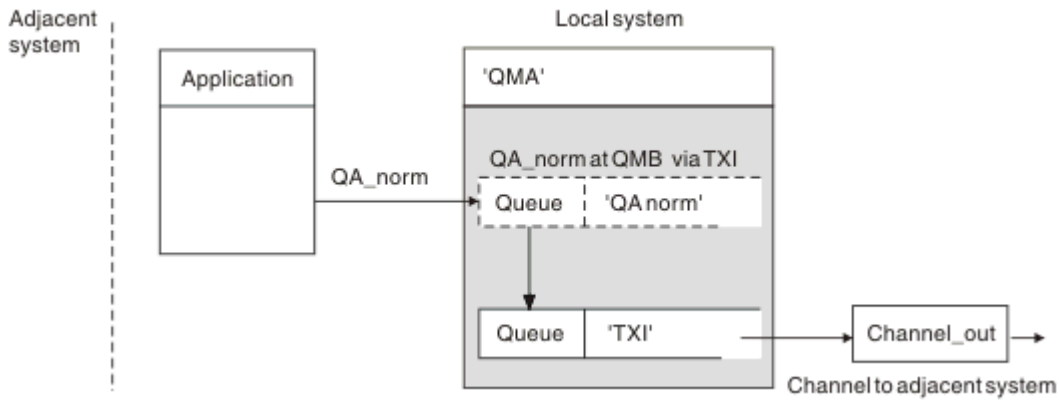 Adjacent
system
Local system
Application
'QMA'
QA_norm at QMB via TXI
QA_norm
Queue
'QA norm'
Queue
'TXI'
Channel_out
Channel to adjacent system